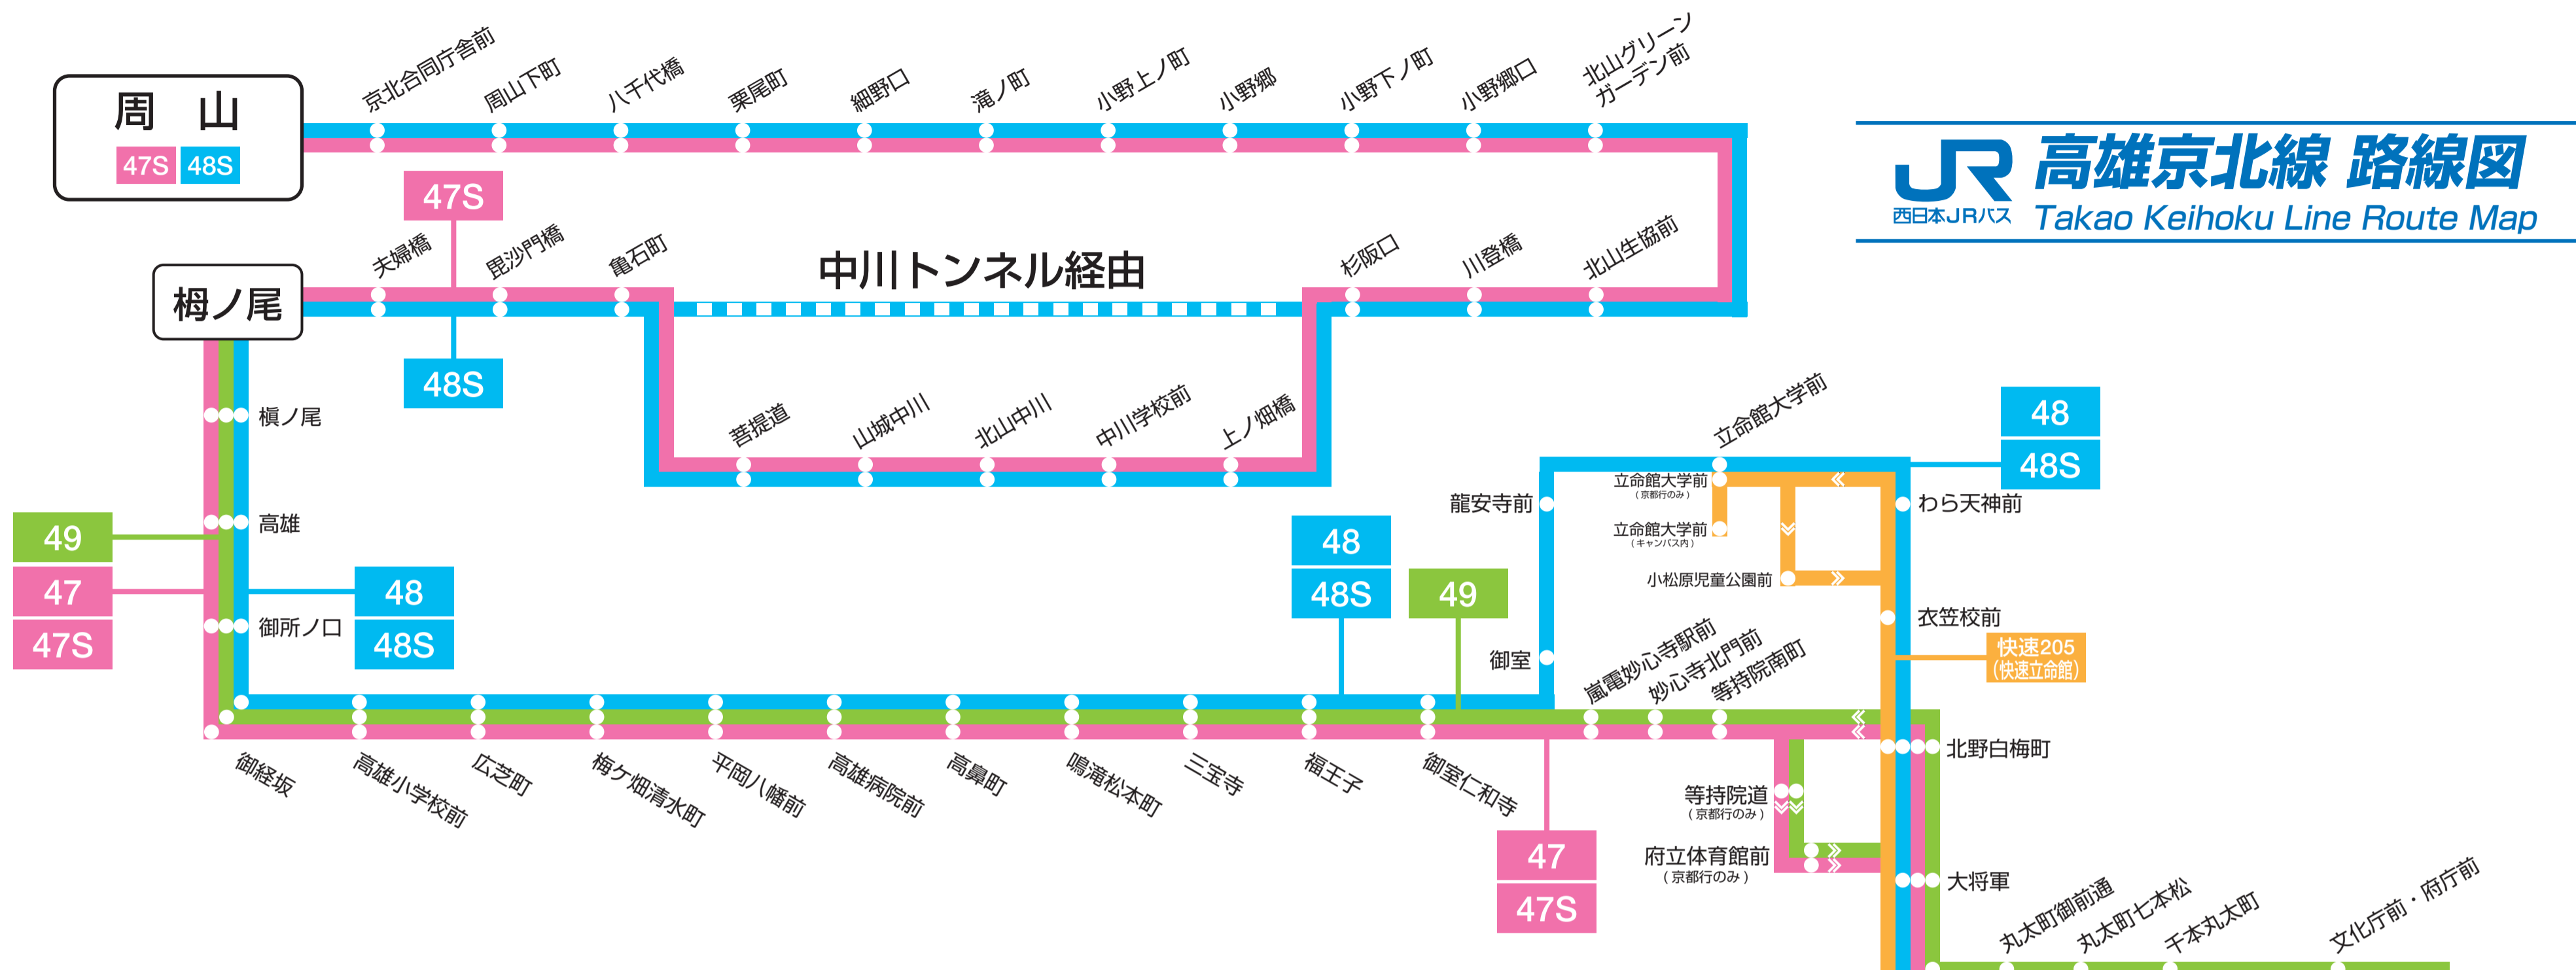 周 山
47S 48S
京北合同庁舎前
周山下町
八千代橋
栗尾町
細野口
滝ノ町
小野上ノ町
小野郷
小野下ノ町
小野郷口
北山グリーン
ガーデン前
JR
西日本JRバス
高雄京北線 路線図
Takao Keihoku Line Route Map
47S
栂ノ尾
夫婦橋
毘沙門橋
亀石町
中川トンネル経由
杉阪口
川登橋
北山生協前
48S
菩提道
山城中川
北山中川
中川学校前
上ノ畑橋
槇ノ尾
高雄
御所ノ口
49
47
47S
48
48S
48
48S
49
龍安寺前
御室
立命館大学前
立命館大学前
(京都行のみ)
立命館大学前
(キャンパス内)
小松原児童公園前
48
48S
わら天神前
衣笠校前
快速205
(快速立命館)
嵐電妙心寺駅前
妙心寺北門前
等持院南町
御経坂
高雄小学校前
広芝町
梅ケ畑清水町
平岡八幡前
高雄病院前
高鼻町
鳴滝松本町
三宝寺
福王子
御室仁和寺
47
47S
等持院道
(京都行のみ)
府立体育館前
(京都行のみ)
北野白梅町
大将軍
丸太町御前通
丸太町七本松
千本丸太町
文化庁前・府庁前